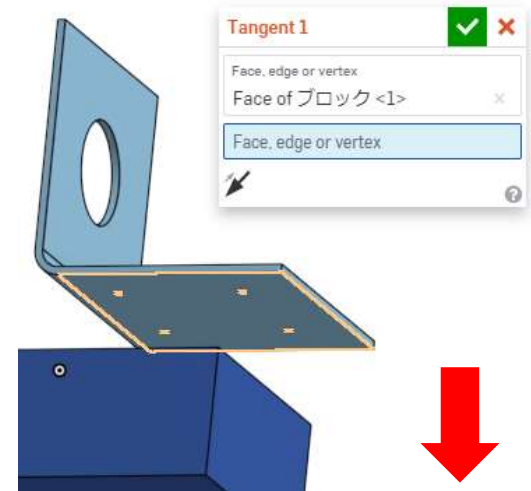 Tangent 1
Face, edge or vertex
Face of ブロック <1>
Face, edge or vertex